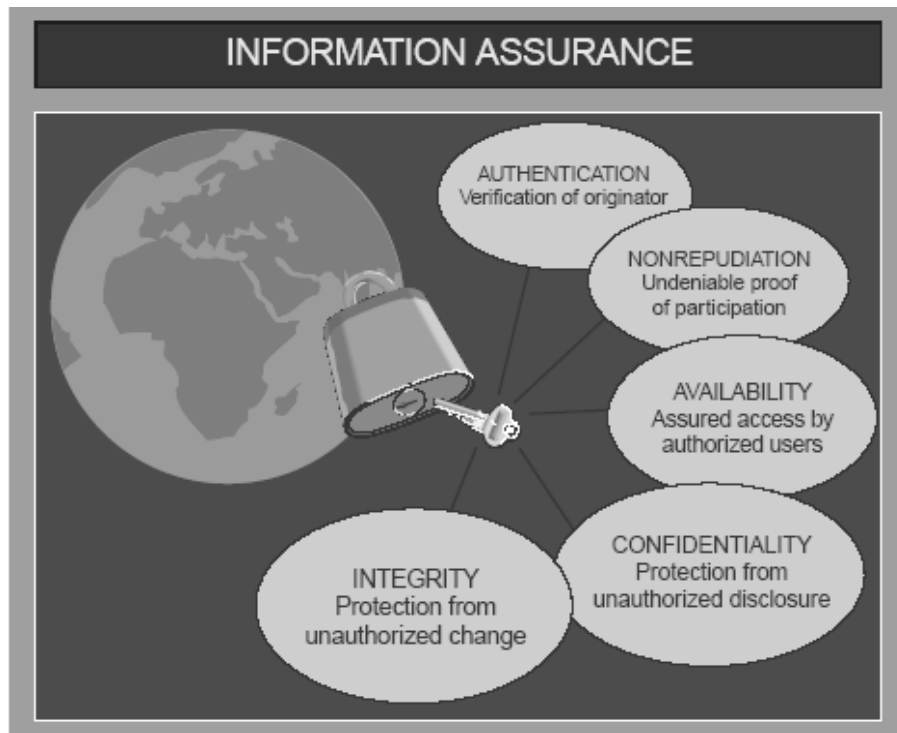 INFORMATION ASSURANCE
AUTHENTICATION
Verification of originator
NONREPUDIATION
Undeniable proof
of participation
AVAILABILITY
Assured access by
authorized users
CONFIDENTIALITY
Protection from
unauthorized disclosure
INTEGRITY
Protection from
unauthorized change